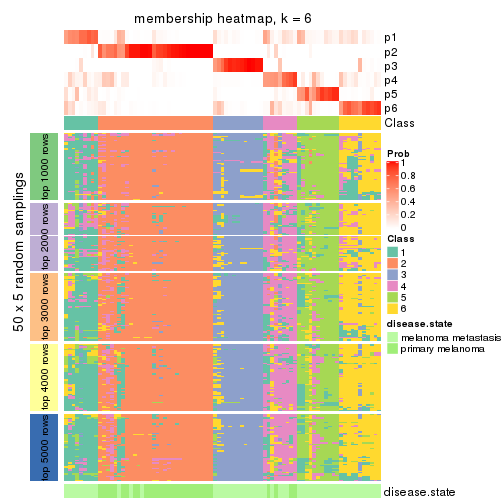 membership heatmap, k = 6
p1
p2
p3
p4
p5
p6
Class
50 x 5 random samplings
top 1000 rows
top 2000 rows
top 3000 rows
top 4000 rows
top 5000 rows
Prob
1
0.8
0.6
0.4
0.2
0
Class
1
2
3
4
5
6
disease.state
melanoma metastasis
primary melanoma
disease.state